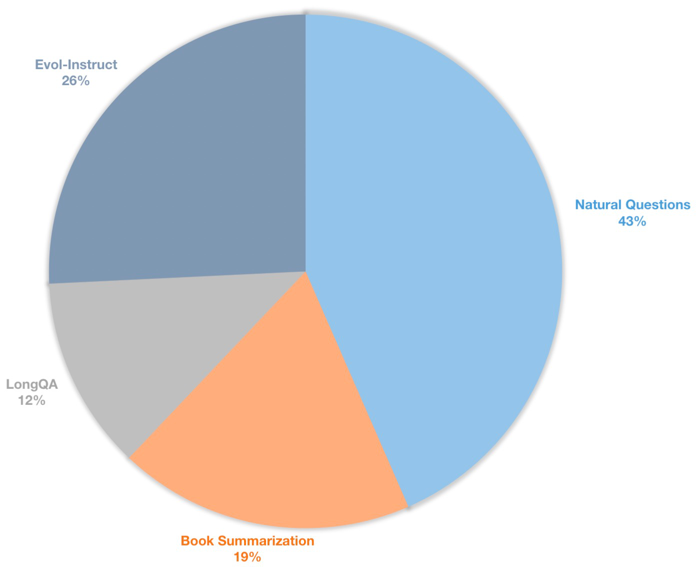 Evol-Instruct
26%
Natural Questions
43%
LongQA
12%
Book Summarization
19%